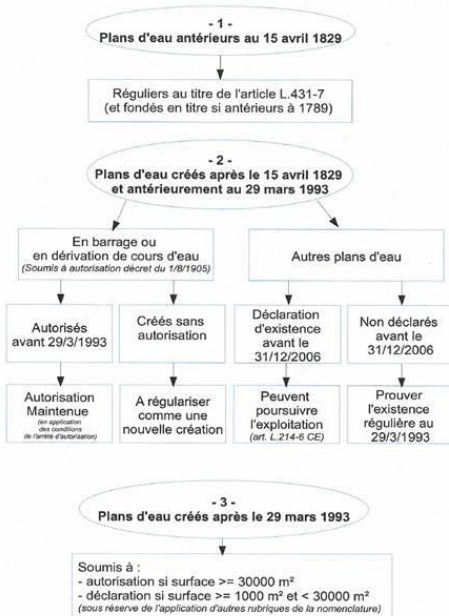 - 1 -
Plans d'eau antérieurs au 15 avril 1829
Réguliers au titre de l'article L.431-7
(et fondés en titre si antérieurs à 1789)
- 2 -
Plans d'eau créés après le 15 avril 1829
et antérieurement au 29 mars 1993
En barrage ou
en dérivation de cours d'eau
(Soumis à autorisation décret du 1/8/1905)
Autres plans d'eau
Autorisés
avant 29/3/1993
Créés sans
autorisation
Déclaration
d'existence
avant le
31/12/2006
Non déclarés
avant le
31/12/2006
Autorisation
Maintenue
(en application
des conditions
de l'arrêté d'autorisation)
A régulariser
comme une
nouvelle création
Peuvent
poursuivre
l'exploitation
(art. L.214-6 CE)
Prouver
l'existence
régulière au
29/3/1993
- 3 -
Plans d'eau créés après le 29 mars 1993
Soumis à :
- autorisation si surface >= 30000 m²
- déclaration si surface >= 1000 m² et < 30000 m²
(sous réserve de l'application d'autres rubriques de la nomenclature)